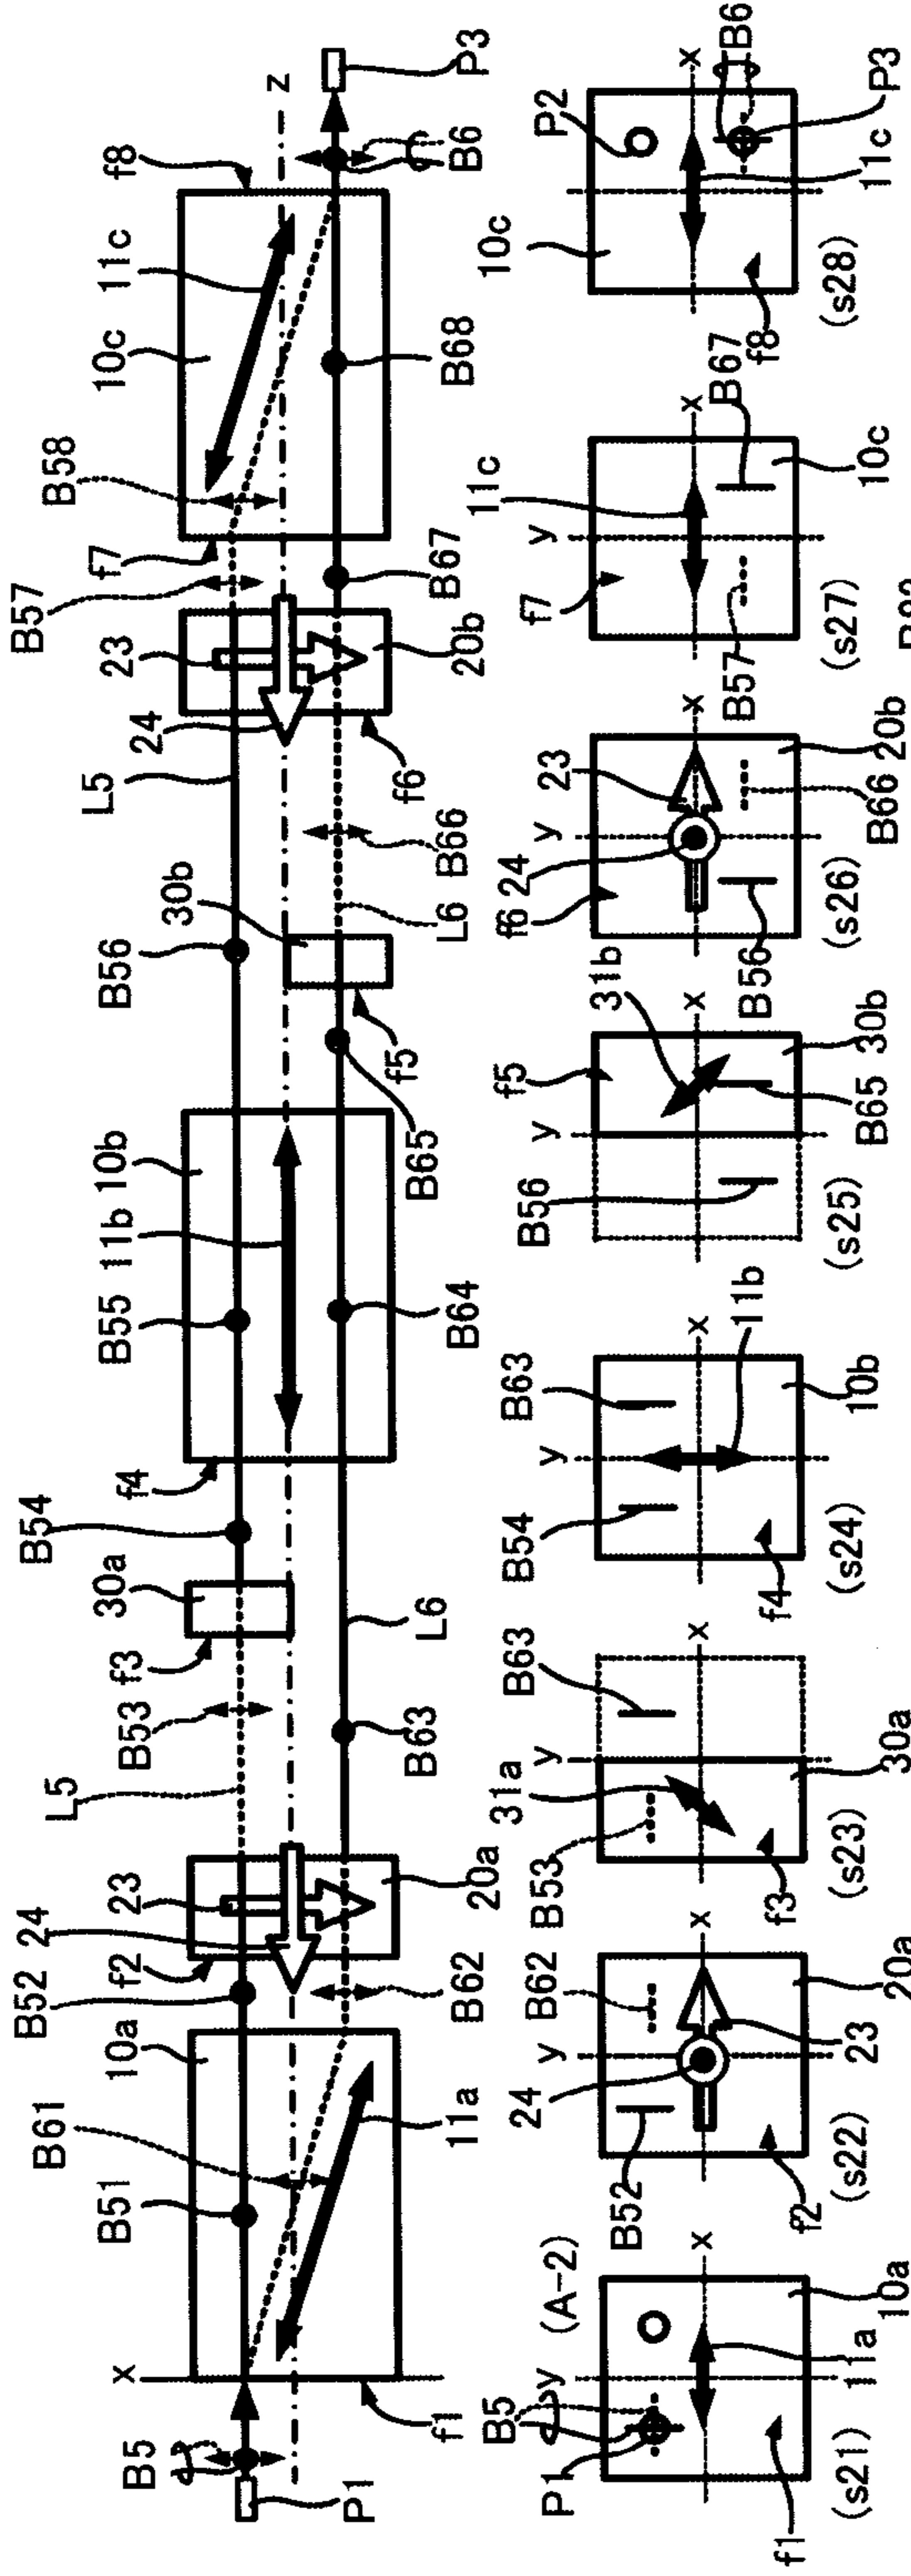 B5
x
B51
B61
10a
B52
f2
24
23
L5
B53
f3
30a
B54
f4
B55
11b
10b
B56
30b
L5
24
23
B57
f7
B58
10c
11c
f8
z
P1
f1
11a
B62
20a
B63
L6
B64
B65
f5
L6
B66
f6
20b
B67
B68
B6
P3
(A-2)
P1
B5
y
x
f1
11a
10a
(s21)
B52
24
y
B62
x
f2
23
20a
(s22)
B53
31a
y
B63
x
f3
30a
(s23)
B54
y
B63
x
f4
11b
10b
(s24)
B56
y
f5
31b
x
B65
30b
(s25)
f6
24
y
23
x
B56
B66
20b
(s26)
f7
y
11c
x
B57
B67
10c
(s27)
10c
P2
x
B6
f8
11c
P3
(s28)